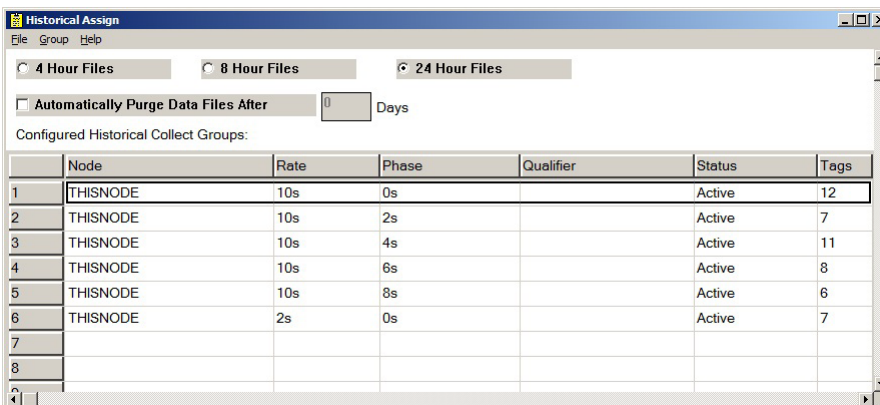 Historical Assign
File Group Help
4 Hour Files 8 Hour Files 24 Hour Files
Automatically Purge Data Files After 0 Days
Configured Historical Collect Groups:
Node Rate Phase Qualifier Status Tags
1 THISNODE 10s 0s Active 12
2 THISNODE 10s 2s Active 7
3 THISNODE 10s 4s Active 11
4 THISNODE 10s 6s Active 8
5 THISNODE 10s 8s Active 6
6 THISNODE 2s 0s Active 7
7
8